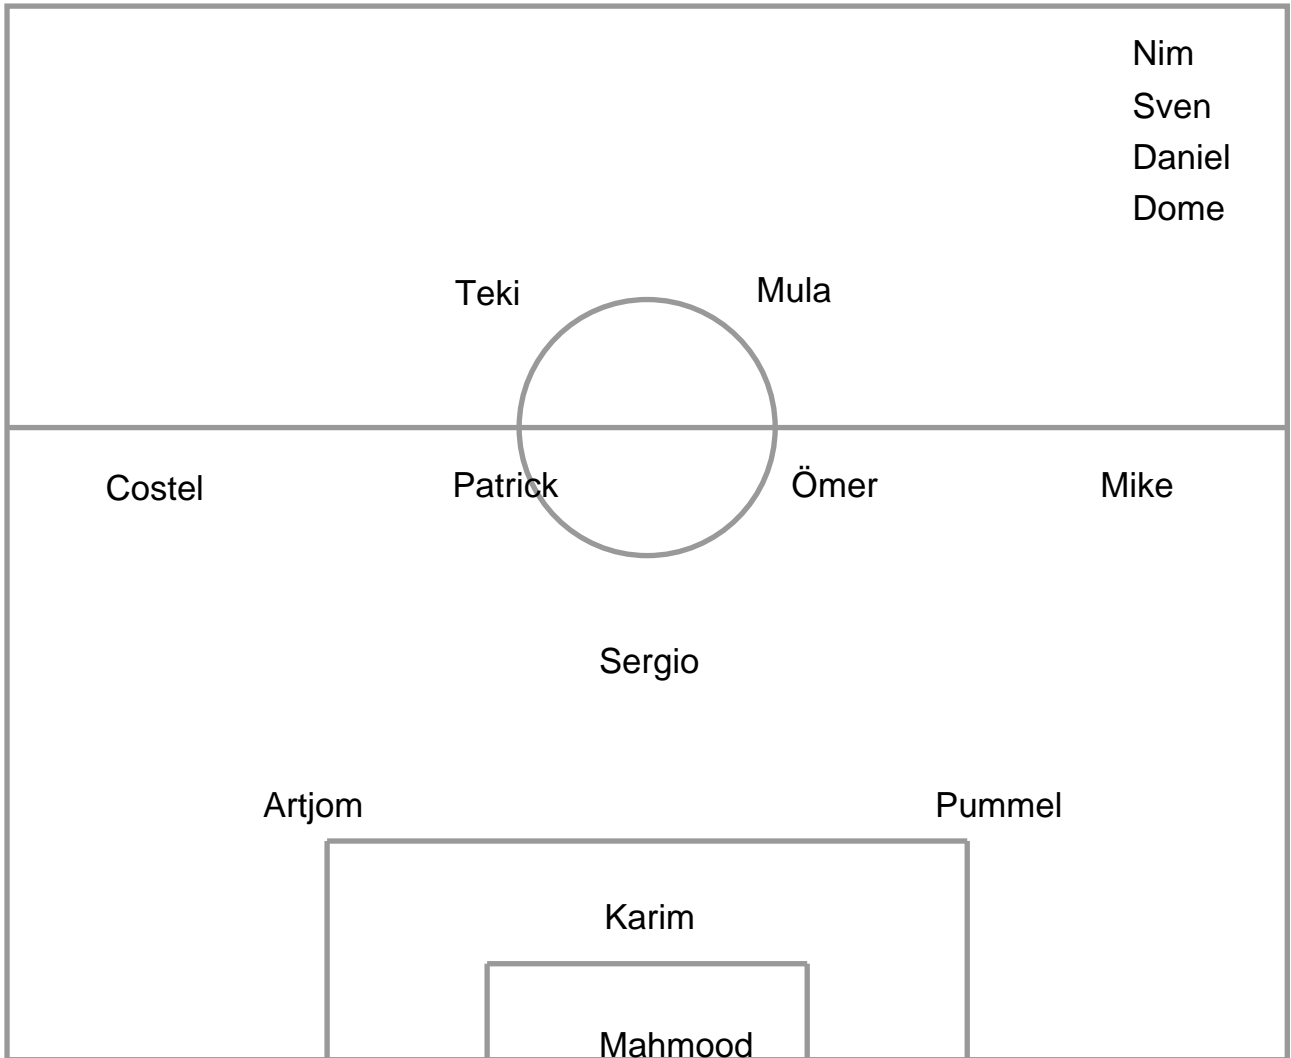 Nim
Sven
Daniel
Dome
Teki
Mula
Costel
Patrick
Ömer
Mike
Sergio
Artjom
Pummel
Karim
Mahmood